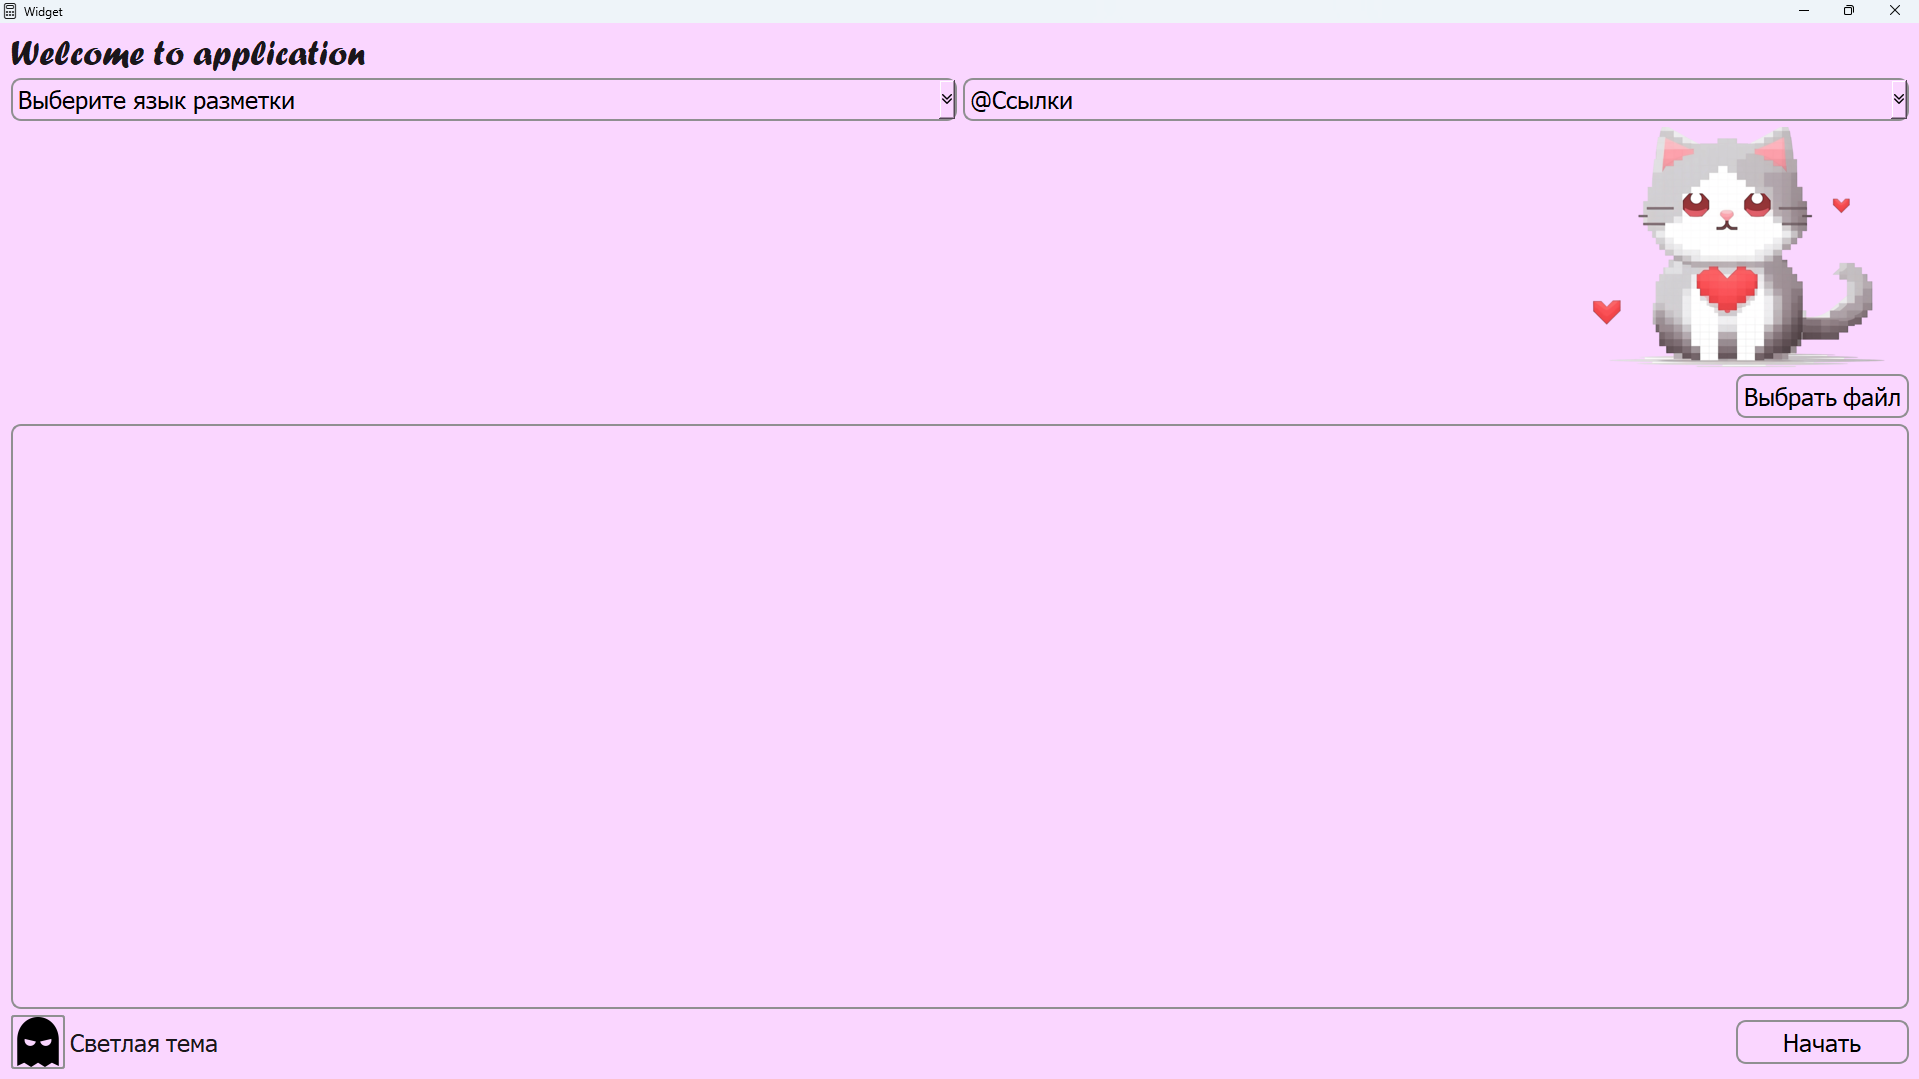 Widget
Welcome to application
Выберите язык разметки
@Ссылки
Выбрать файл
Светлая тема
Начать